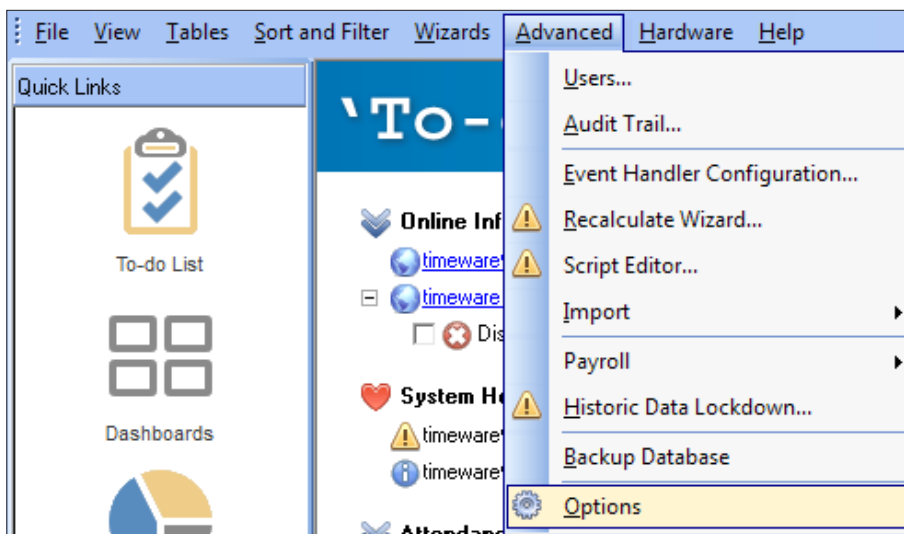 File View Tables Sort and Filter Wizards Advanced Hardware Help
Quick Links
To-do List
Dashboards
`To-
Online Inf
timeware
timeware
Dis
System He
timeware
timeware
Attendanc
Users...
Audit Trail...
Event Handler Configuration...
Recalculate Wizard...
Script Editor...
Import
Payroll
Historic Data Lockdown...
Backup Database
Options